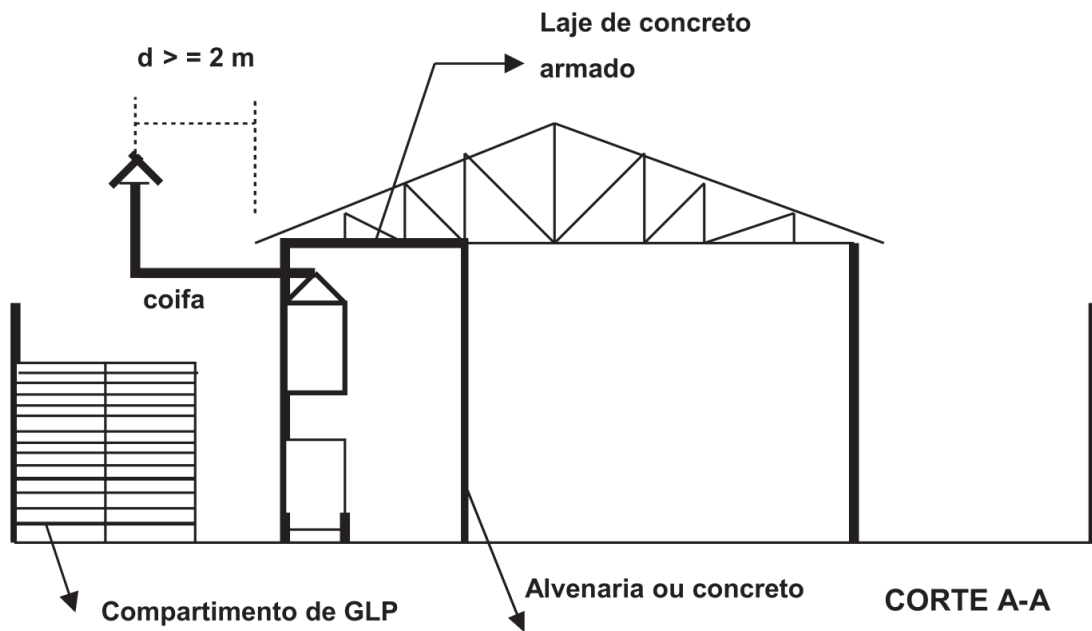 Laje de concreto
armado
d > = 2 m
coifa
Compartimento de GLP
Alvenaria ou concreto
CORTE A-A